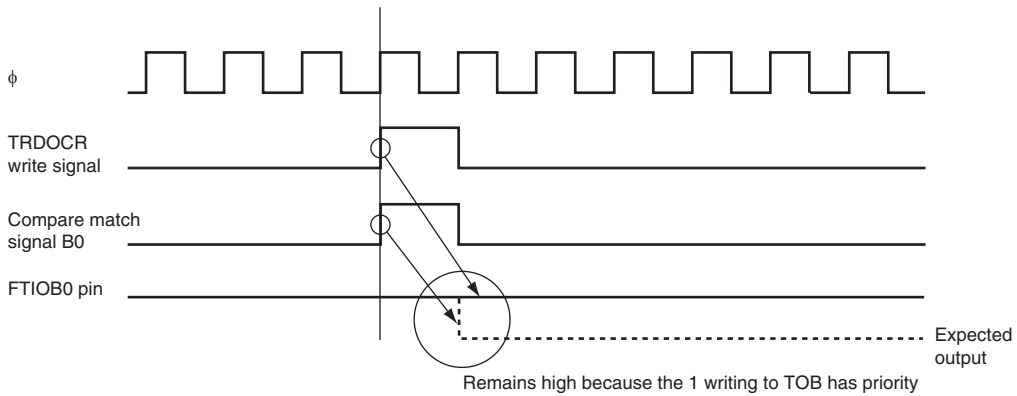 ϕ
TRDOCR
write signal
Compare match
signal B0
FTIOB0 pin
Expected
output
Remains high because the 1 writing to TOB has priority